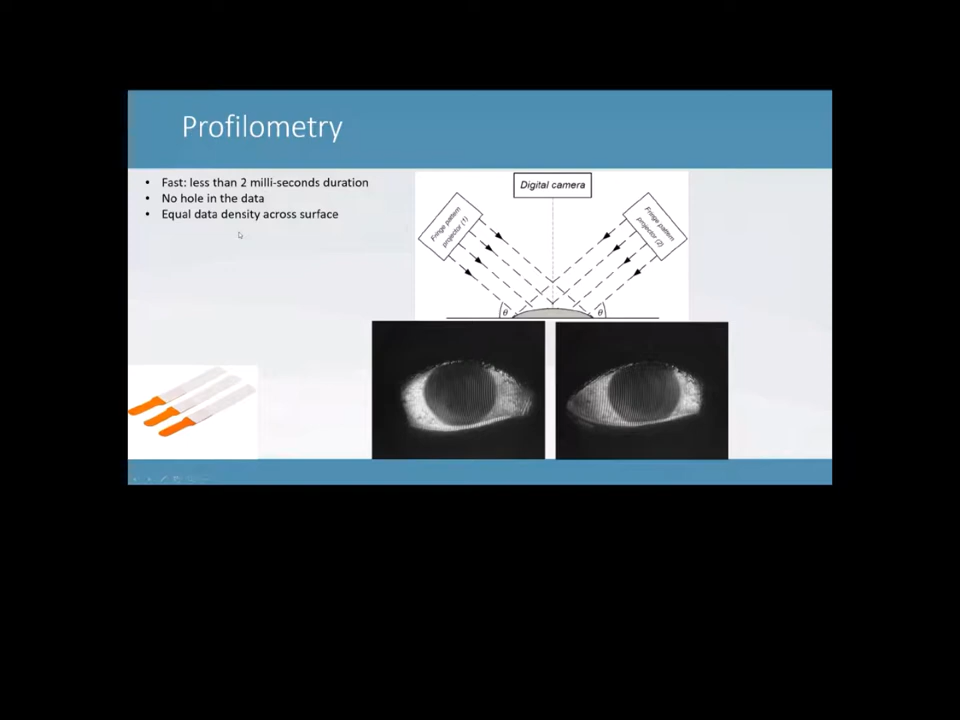 Profilometry
• Fast: less than 2 milli-seconds duration
• No hole in the data
• Equal data density across surface
Digital camera
Fringe pattern
projector (1)
Fringe pattern
projector (2)
θ
θ